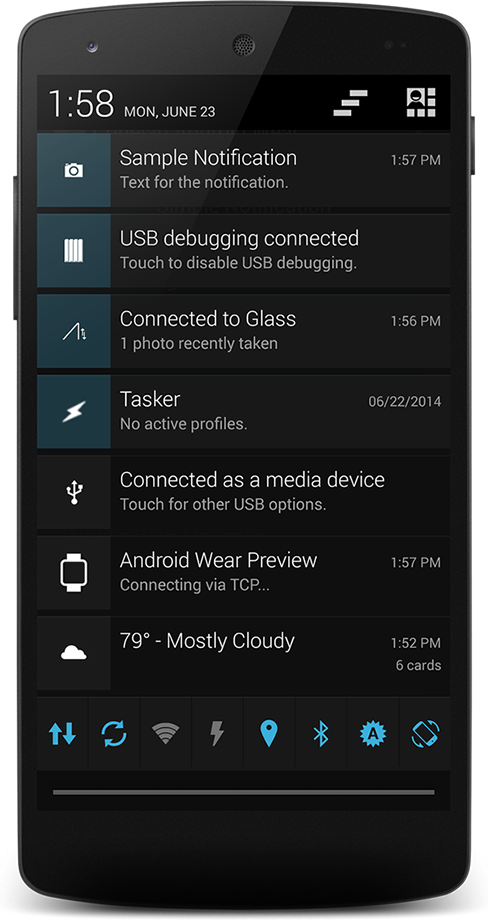 1:58 MON, JUNE 23
Sample Notification 1:57 PM
Text for the notification.
USB debugging connected
Touch to disable USB debugging.
Connected to Glass 1:56 PM
1 photo recently taken
Tasker 06/22/2014
No active profiles.
Connected as a media device
Touch for other USB options.
Android Wear Preview 1:57 PM
Connecting via TCP...
79° - Mostly Cloudy 1:52 PM
6 cards
A